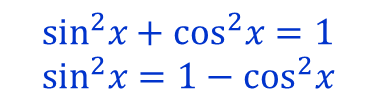 sin²x + cos²x = 1
sin²x = 1 − cos²x